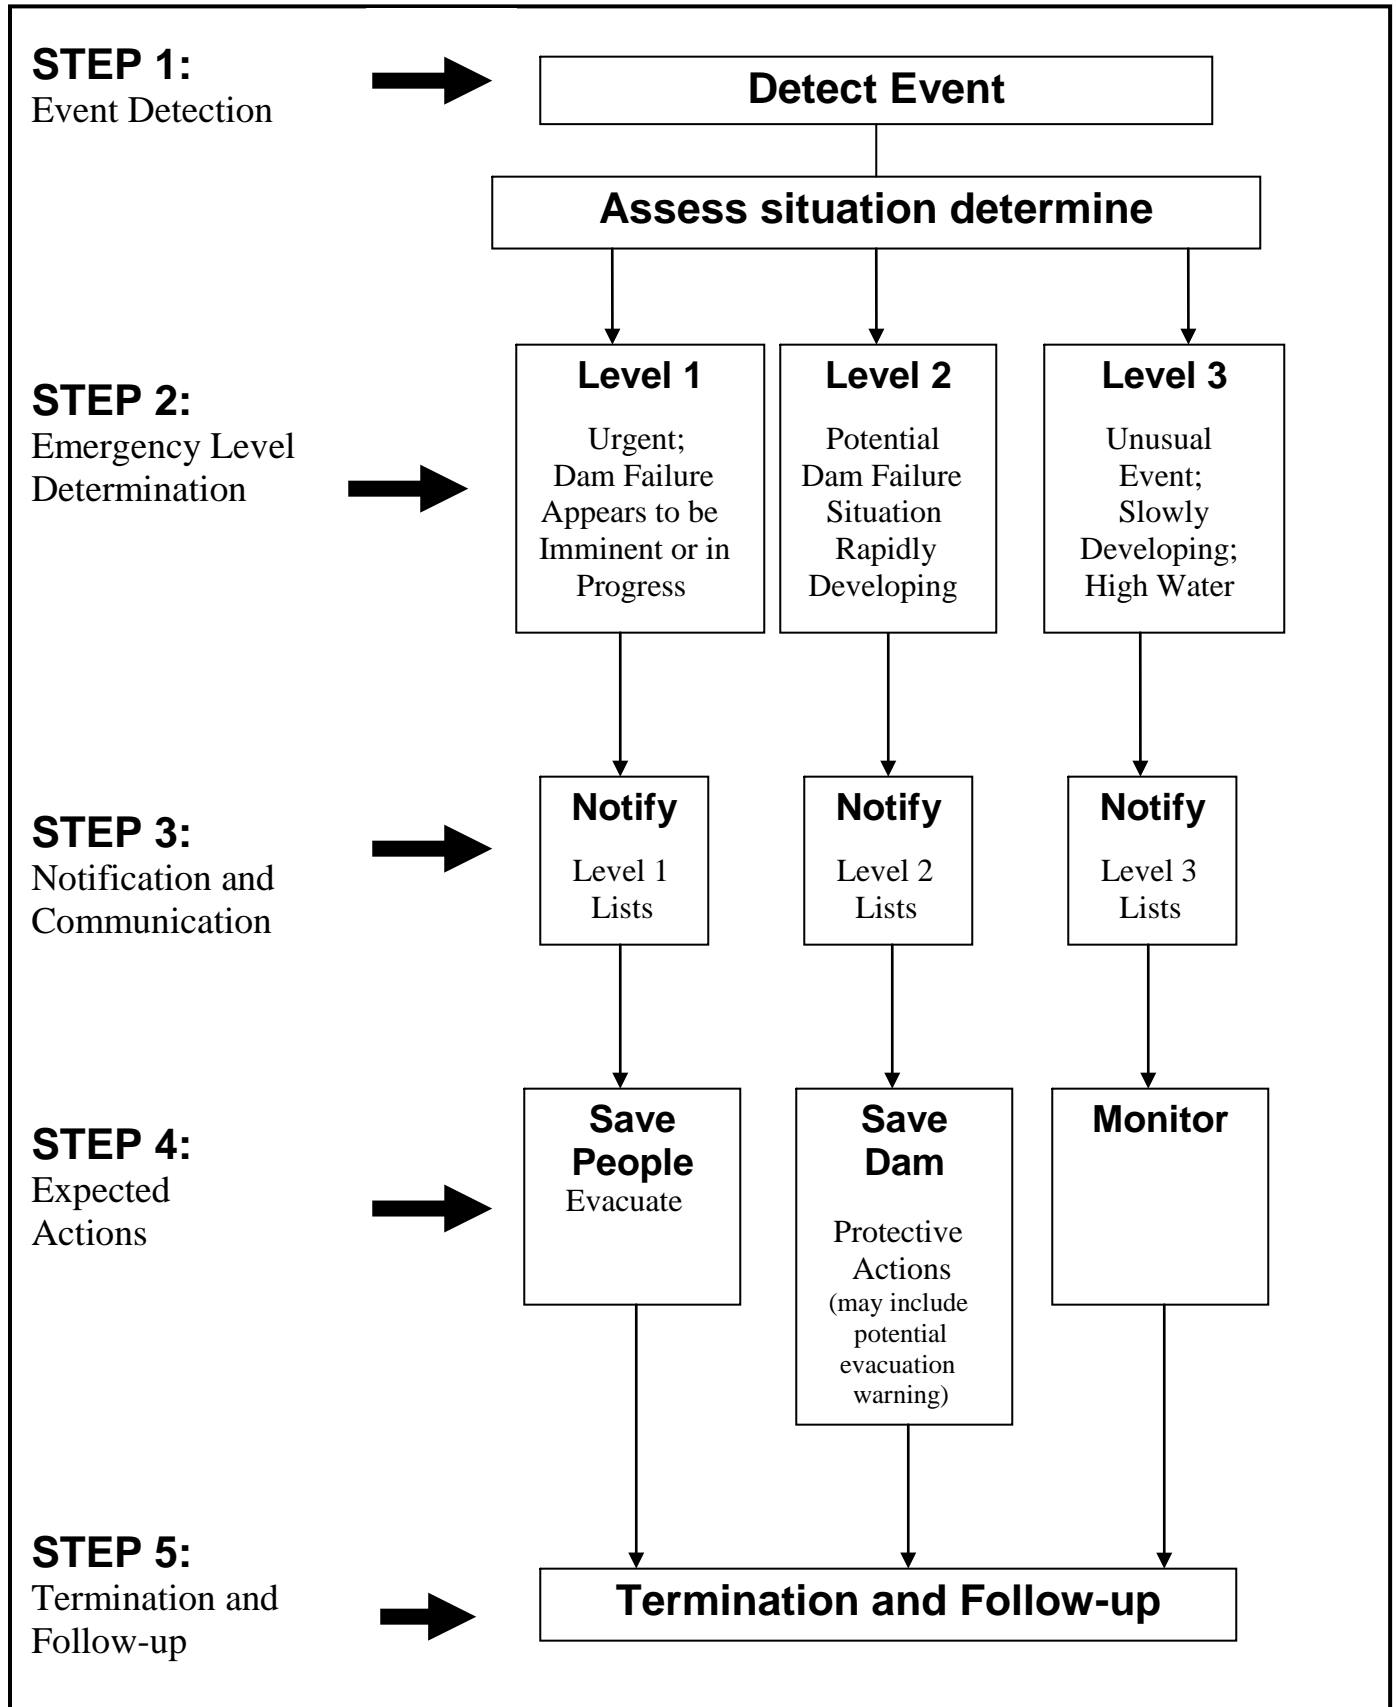 STEP 1:
Event Detection
Detect Event
Assess situation determine
STEP 2:
Emergency Level
Determination
Level 1
Urgent;
Dam Failure
Appears to be
Imminent or in
Progress
Level 2
Potential
Dam Failure
Situation
Rapidly
Developing
Level 3
Unusual
Event;
Slowly
Developing;
High Water
STEP 3:
Notification and
Communication
Notify
Level 1
Lists
Notify
Level 2
Lists
Notify
Level 3
Lists
STEP 4:
Expected
Actions
Save
People
Evacuate
Save
Dam
Protective
Actions
(may include
potential
evacuation
warning)
Monitor
STEP 5:
Termination and
Follow-up
Termination and Follow-up